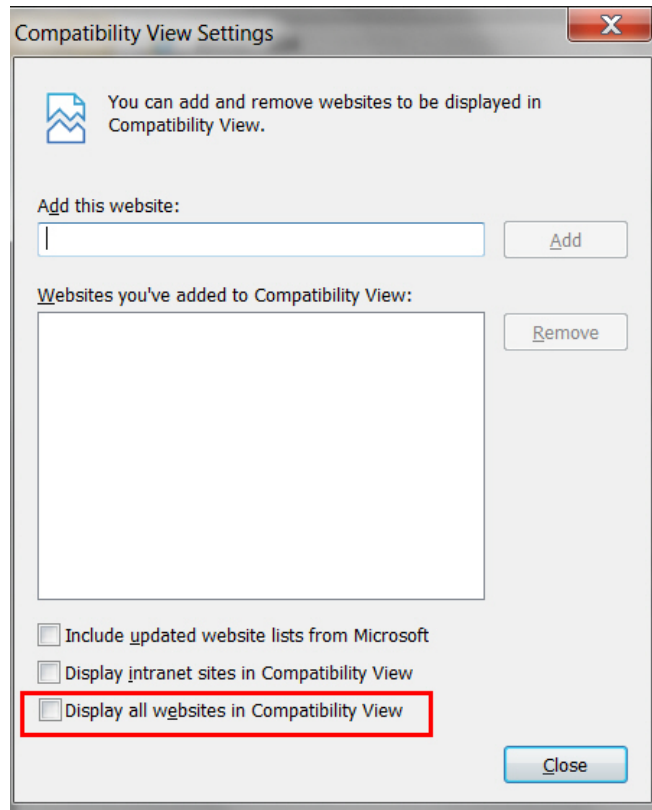 Compatibility View Settings
You can add and remove websites to be displayed in
Compatibility View.
Add this website:
Add
Websites you've added to Compatibility View:
Remove
Include updated website lists from Microsoft
Display intranet sites in Compatibility View
Display all websites in Compatibility View
Close